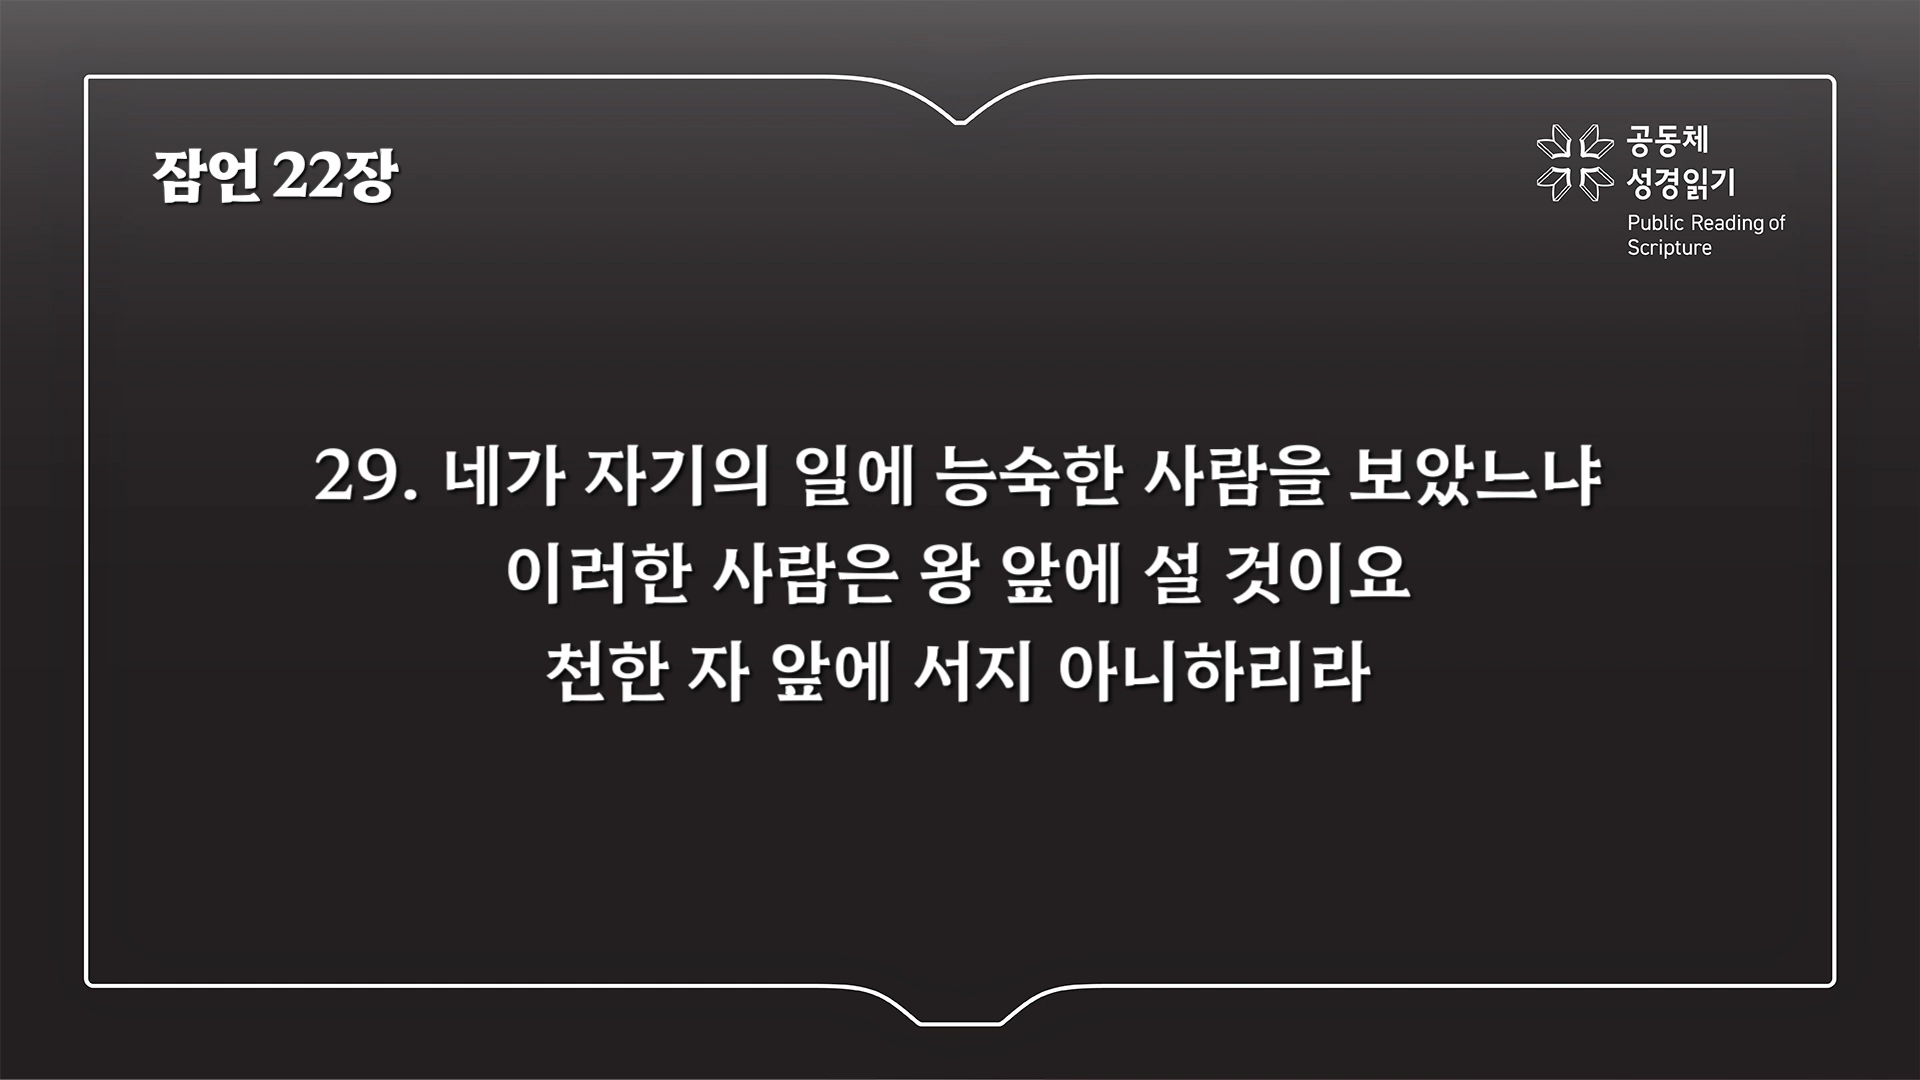 잠언 22장
공동체
성경읽기
Public Reading of
Scripture
29. 네가 자기의 일에 능숙한 사람을 보았느냐
이러한 사람은 왕 앞에 설 것이요
천한 자 앞에 서지 아니하리라